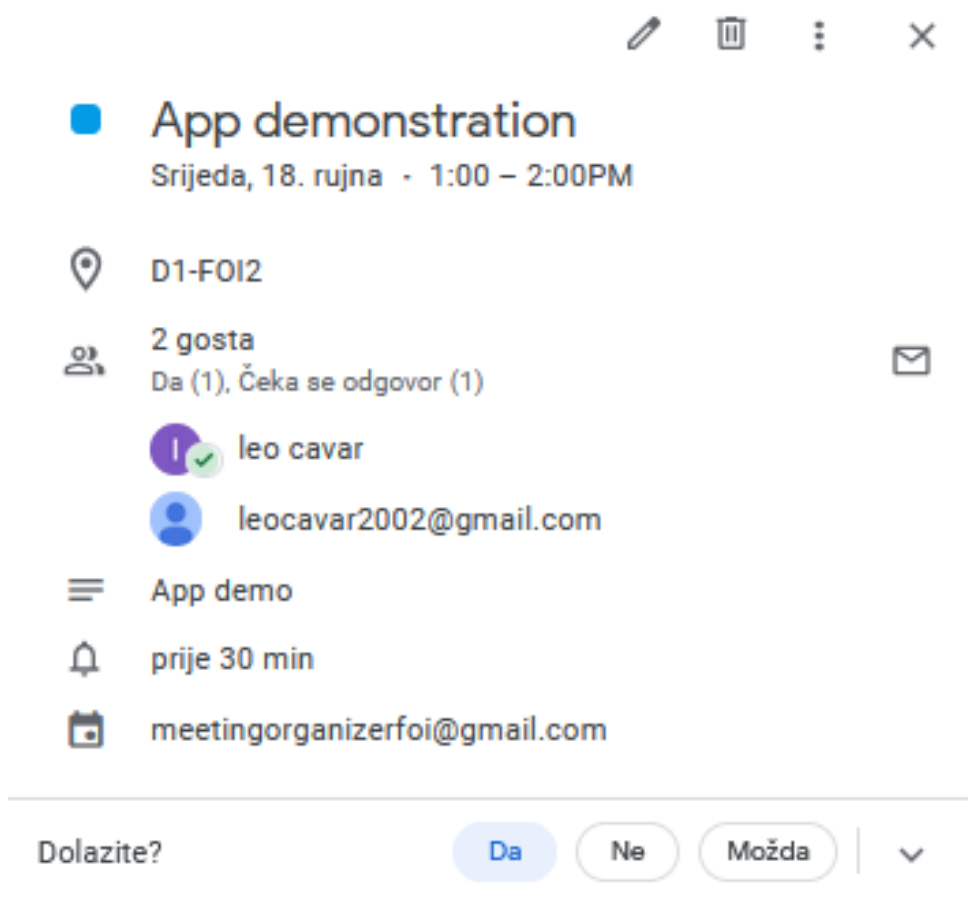 App demonstration
Srijeda, 18. rujna · 1:00 – 2:00PM
D1-FOI2
2 gosta
Da (1), Čeka se odgovor (1)
l leo cavar
leocavar2002@gmail.com
App demo
prije 30 min
meetingorganizerfoi@gmail.com
Dolazite? Da Ne Možda